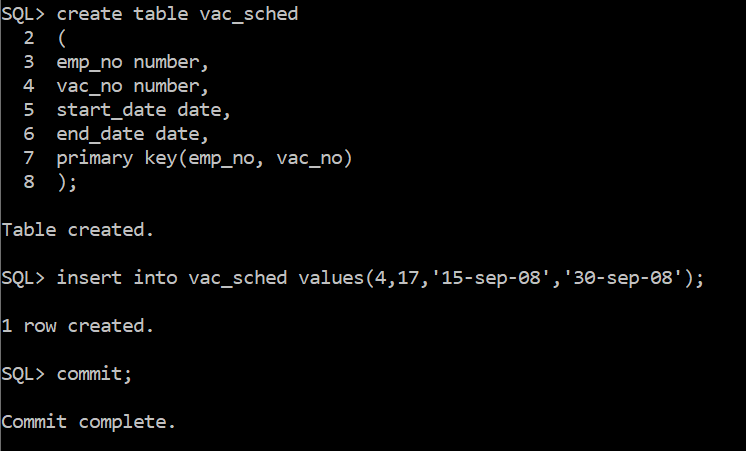 SQL> create table vac_sched
2 (
3 emp_no number,
4 vac_no number,
5 start_date date,
6 end_date date,
7 primary key(emp_no, vac_no)
8 );
Table created.
SQL> insert into vac_sched values(4,17,'15-sep-08','30-sep-08');
1 row created.
SQL> commit;
Commit complete.